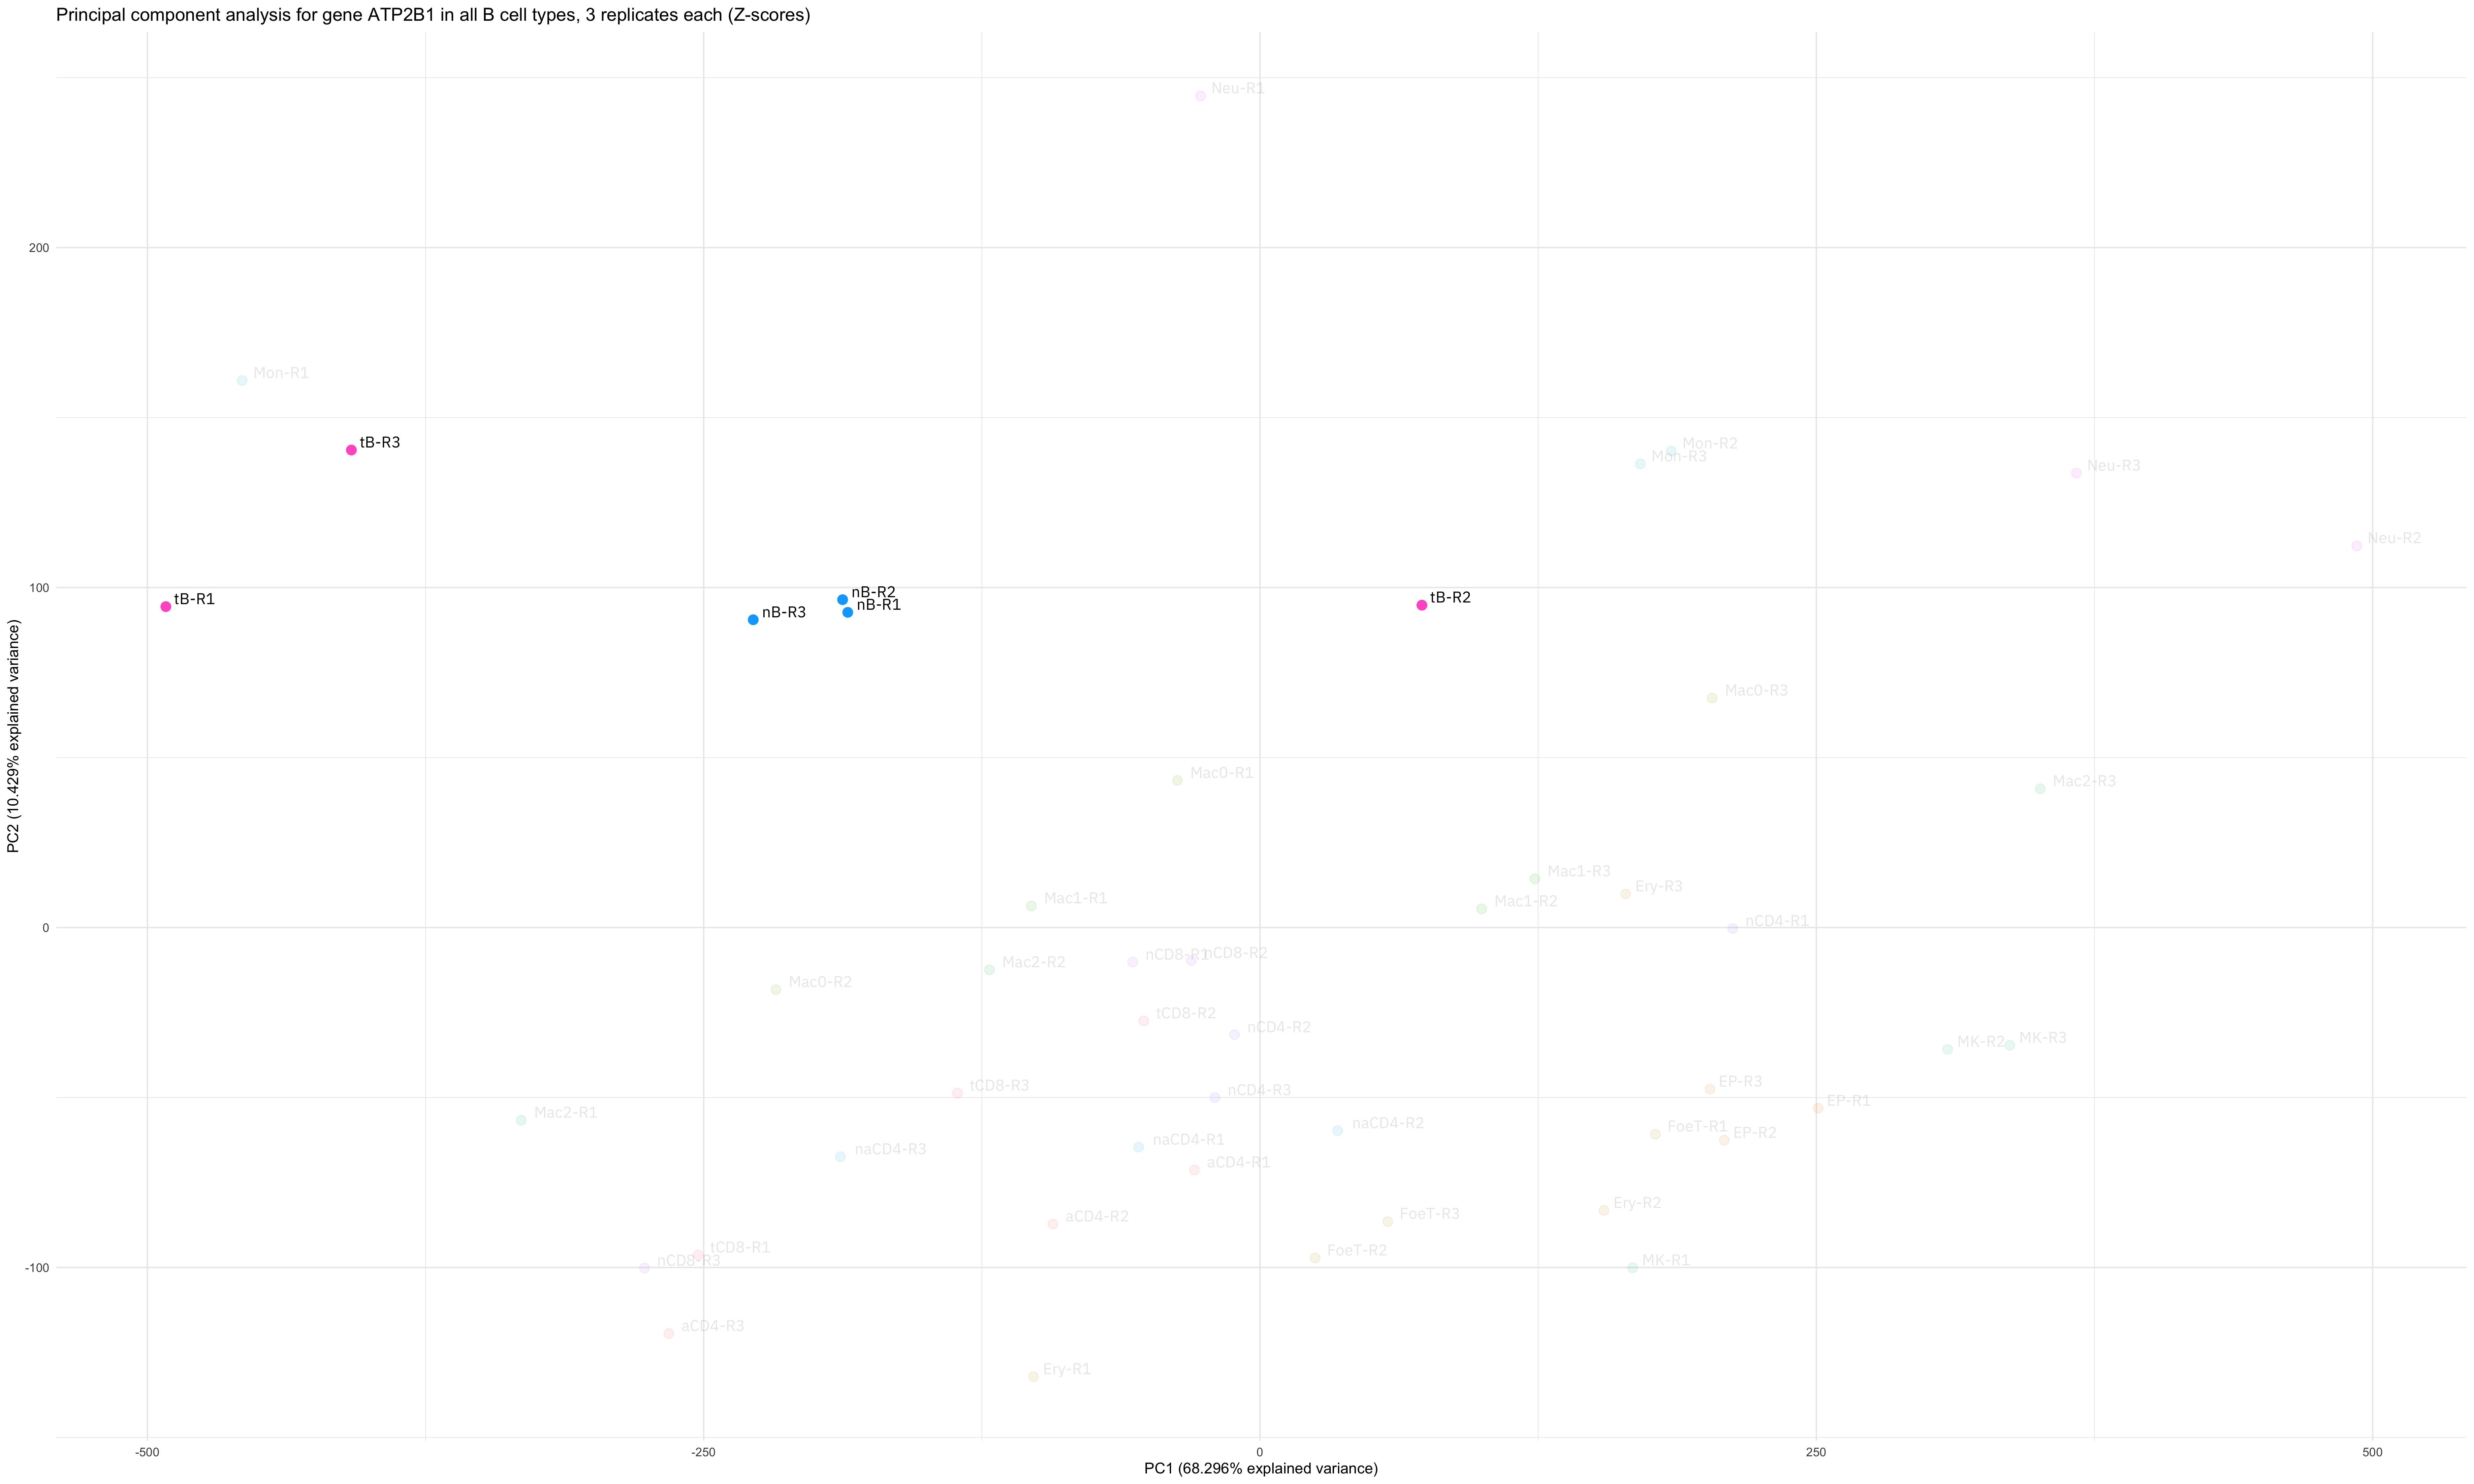 Principal component analysis for gene ATP2B1 in all B cell types, 3 replicates each (Z-scores)
Neu-R1
200
Mon-R1
tB-R3
Mon-R2
Mon-R3
Neu-R3
Neu-R2
100
tB-R1
nB-R2
nB-R1
nB-R3
tB-R2
Mac0-R3
Mac0-R1
Mac2-R3
PC2 (10.429% explained variance)
Mac1-R3
Ery-R3
Mac1-R1
Mac1-R2
nCD4-R1
0
nCD8-R1
nCD8-R2
Mac2-R2
Mac0-R2
tCD8-R2
nCD4-R2
MK-R2
MK-R3
tCD8-R3
nCD4-R3
EP-R3
EP-R1
Mac2-R1
naCD4-R2
FoeT-R1
EP-R2
naCD4-R3
naCD4-R1
aCD4-R1
Ery-R2
aCD4-R2
FoeT-R3
tCD8-R1
FoeT-R2
nCD8-R3
MK-R1
-100
aCD4-R3
Ery-R1
-500
-250
0
250
500
PC1 (68.296% explained variance)